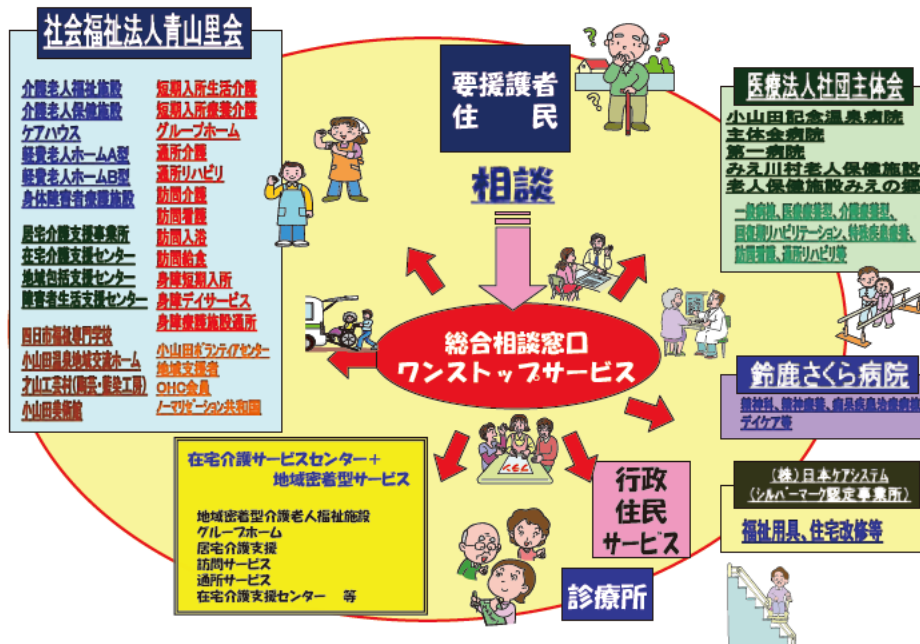 社会福祉法人青山里会
介護老人福祉施設
介護老人保健施設
ケアハウス
軽費老人ホームA型
軽費老人ホームB型
身体障害者療護施設
居宅介護支援事業所
在宅介護支援センター
地域包括支援センター
障害者生活支援センター
四日市福祉専門学校
小山田温泉地域交流ホーム
才山工芸村(陶芸・藍染工房)
小山田美術館
短期入所生活介護
短期入所療養介護
グループホーム
通所介護
通所リハビリ
訪問介護
訪問看護
訪問入浴
訪問給食
身障短期入所
身障デイサービス
身障療護施設通所
小山田ボランティアセンター
地域支援者
OHC会員
ノーマリゼーション共和国
要援護者
住 民
相談
総合相談窓口
ワンストップサービス
プラン
医療法人社団主体会
小山田記念温泉病院
主体会病院
第一病院
みえ川村老人保健施設
老人保健施設みえの郷
一般病棟、医療療養型、介護療養型、
回復期リハビリテーション、特殊疾患療養、
訪問看護、通所リハビリ等
鈴鹿さくら病院
精神科、精神療養、痴呆疾患治療病棟
デイケア等
(株)日本ケアシステム
(シルバーマーク認定事業所)
福祉用具、住宅改修等
在宅介護サービスセンター+
地域密着型サービス
地域密着型介護老人福祉施設
グループホーム
居宅介護支援
訪問サービス
通所サービス
在宅介護支援センター 等
行政
住民
サービス
診療所